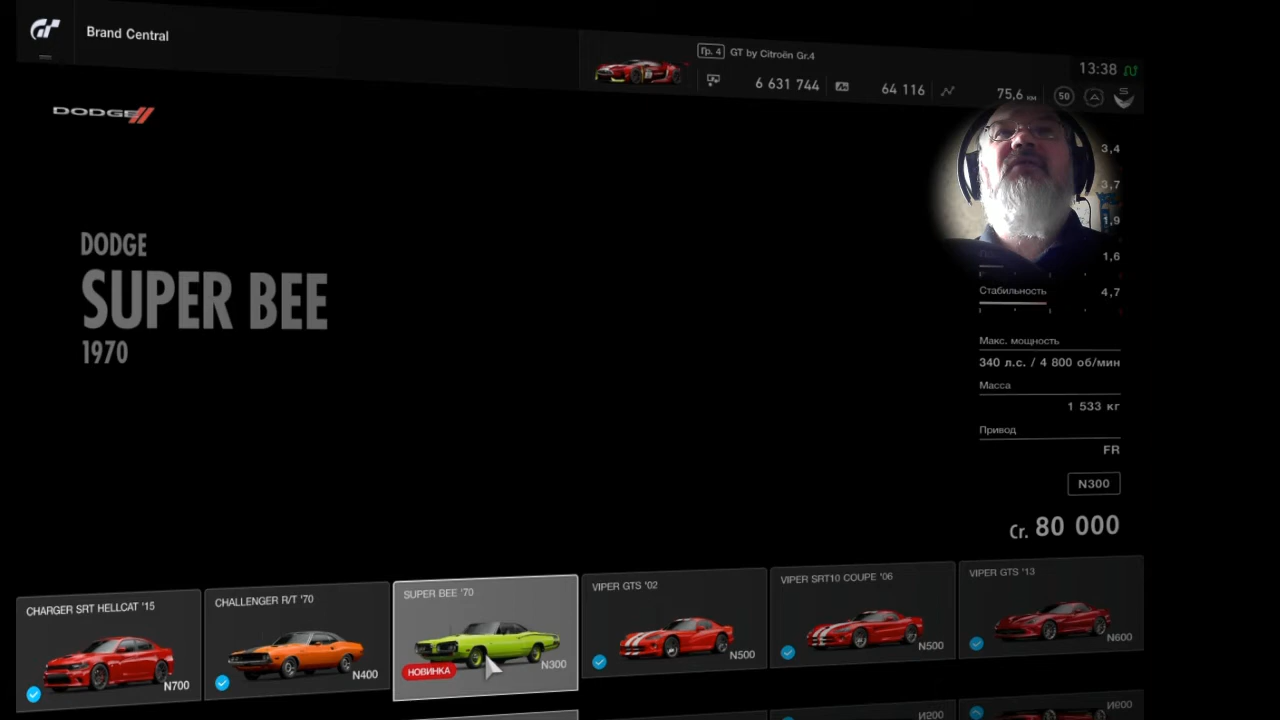 Brand Central
Гр. 4 GT by Citroën Gr.4
6 631 744
64 116
75,6 км
50
S
13:38
DODGE
DODGE
SUPER BEE
1970
3,4
3,7
1,9
1,6
Стабильность 4,7
Макс. мощность
340 л.с. / 4 800 об/мин
Масса
1 533 кг
Привод
FR
N300
Cr. 80 000
CHARGER SRT HELLCAT '15
N700
CHALLENGER R/T '70
N400
SUPER BEE '70
НОВИНКА
N300
VIPER GTS '02
N500
VIPER SRT10 COUPE '06
N500
VIPER GTS '13
N600